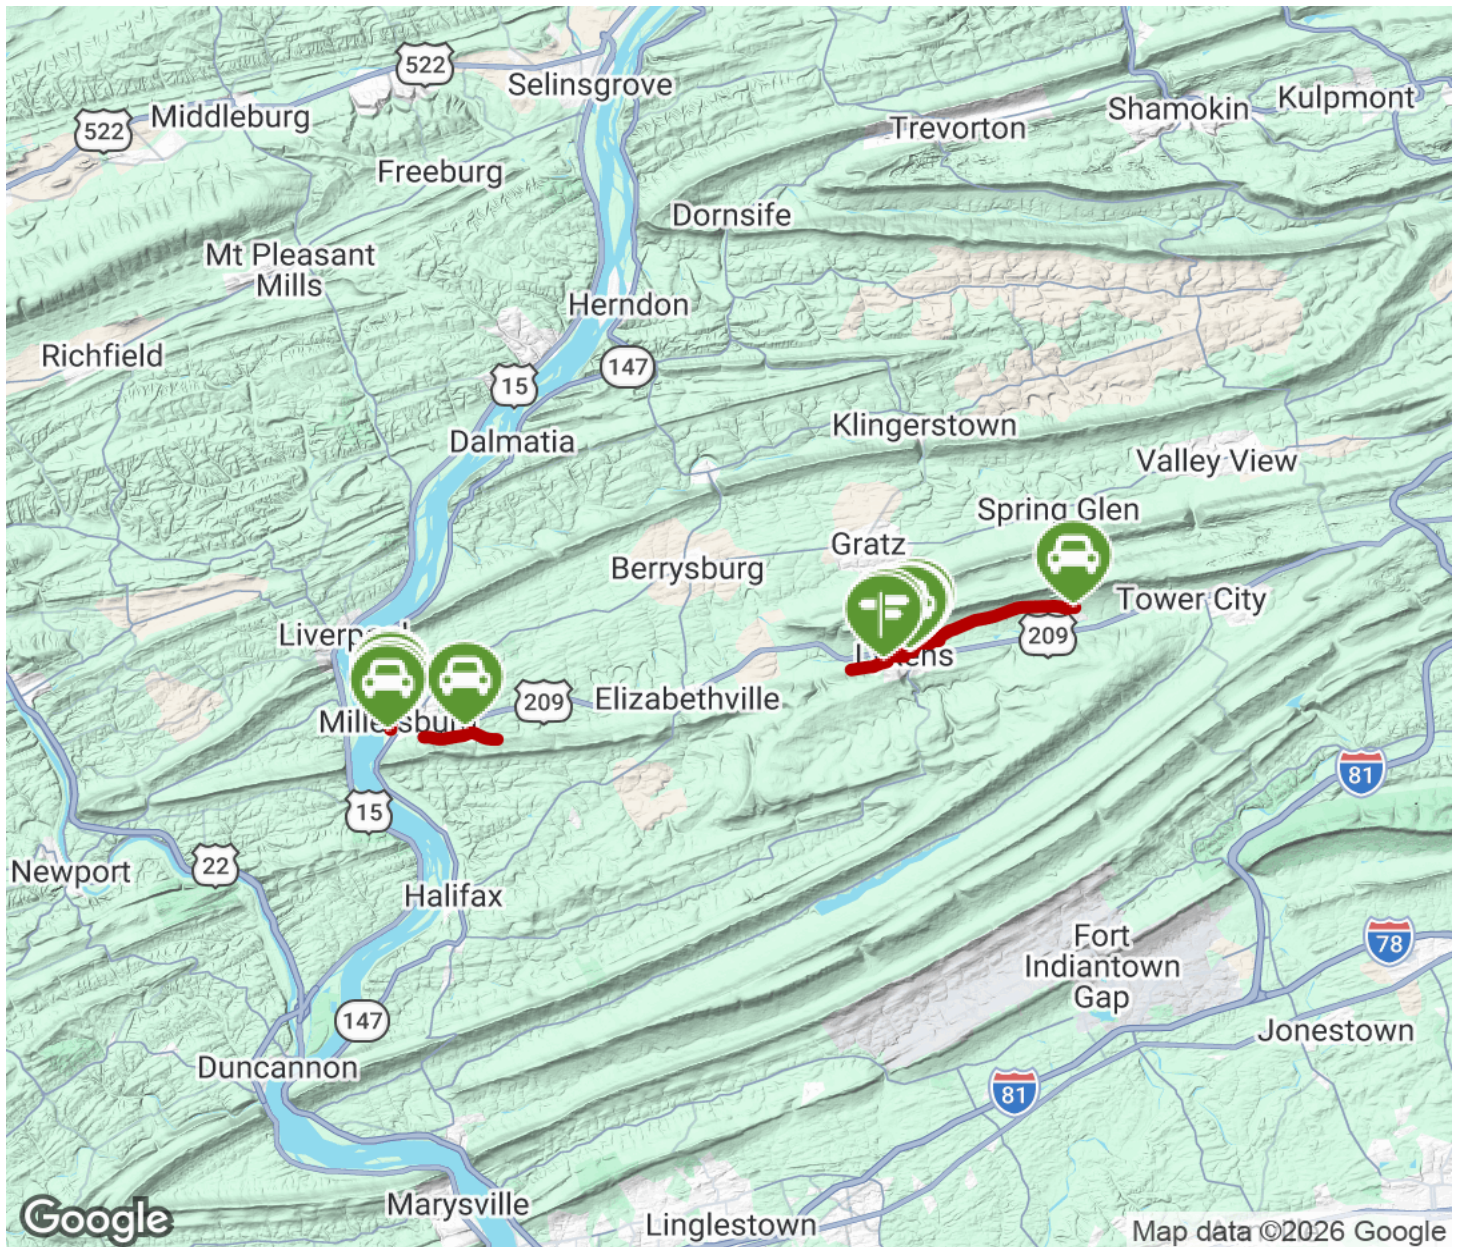 522
Selinsgrove
Kulpmont
Shamokin
522
Middleburg
Trevorton
Freeburg
Dornsife
Mt Pleasant
Mills
Herndon
Richfield
147
15
Klingerstown
Dalmatia
Valley View
Spring Glen
Gratz
Berrysburg
Tower City
209
Elizabethville
209
81
15
22
Newport
Halifax
Fort
Indiantown
Gap
78
147
Jonestown
Duncannon
81
Marysville
Linglestown
Google
Map data ©2026 Google